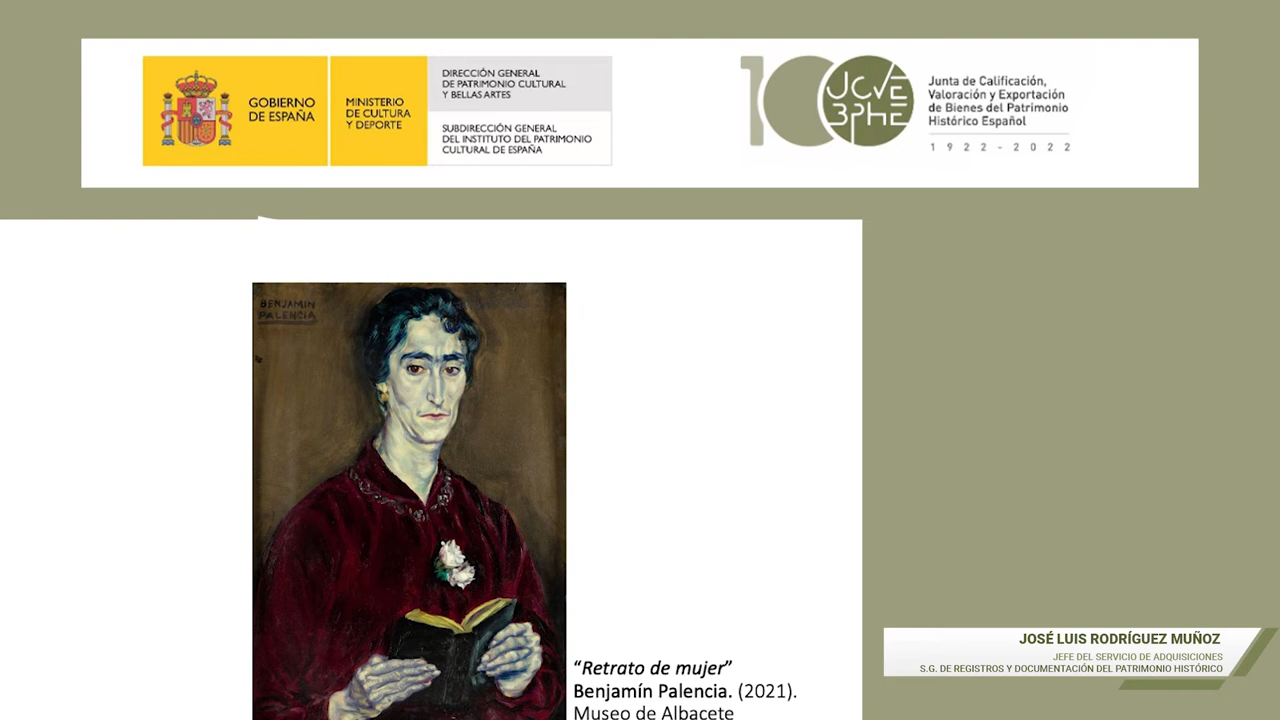 GOBIERNO
DE ESPAÑA
MINISTERIO
DE CULTURA
Y DEPORTE
DIRECCIÓN GENERAL
DE PATRIMONIO CULTURAL
Y BELLAS ARTES
SUBDIRECCIÓN GENERAL
DEL INSTITUTO DEL PATRIMONIO
CULTURAL DE ESPAÑA
100
JCVE
BPHE
Junta de Calificación,
Valoración y Exportación
de Bienes del Patrimonio
Histórico Español
1922-2022
BENJAMIN
PALENCIA
“Retrato de mujer”
Benjamín Palencia. (2021).
Museo de Albacete
JOSÉ LUIS RODRÍGUEZ MUÑOZ
JEFE DEL SERVICIO DE ADQUISICIONES
S.G. DE REGISTROS Y DOCUMENTACIÓN DEL PATRIMONIO HISTÓRICO